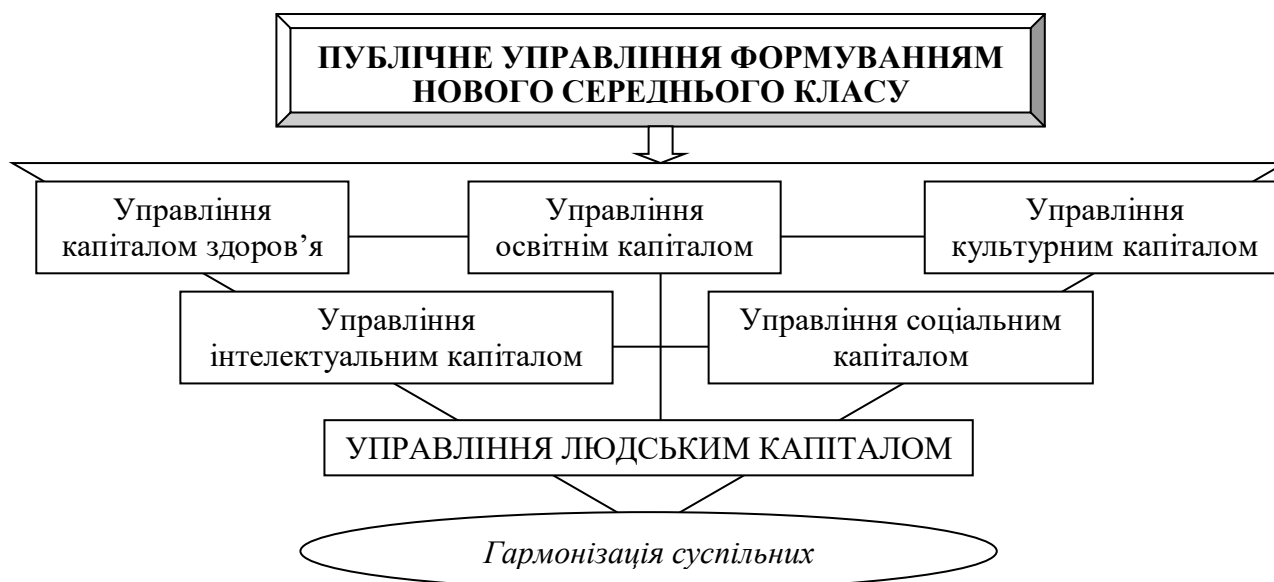 ПУБЛІЧНЕ УПРАВЛІННЯ ФОРМУВАННЯМ
НОВОГО СЕРЕДНЬОГО КЛАСУ
Управління
капіталом здоров’я
Управління
освітнім капіталом
Управління
культурним капіталом
Управління
інтелектуальним капіталом
Управління соціальним
капіталом
УПРАВЛІННЯ ЛЮДСЬКИМ КАПІТАЛОМ
Гармонізація суспільних